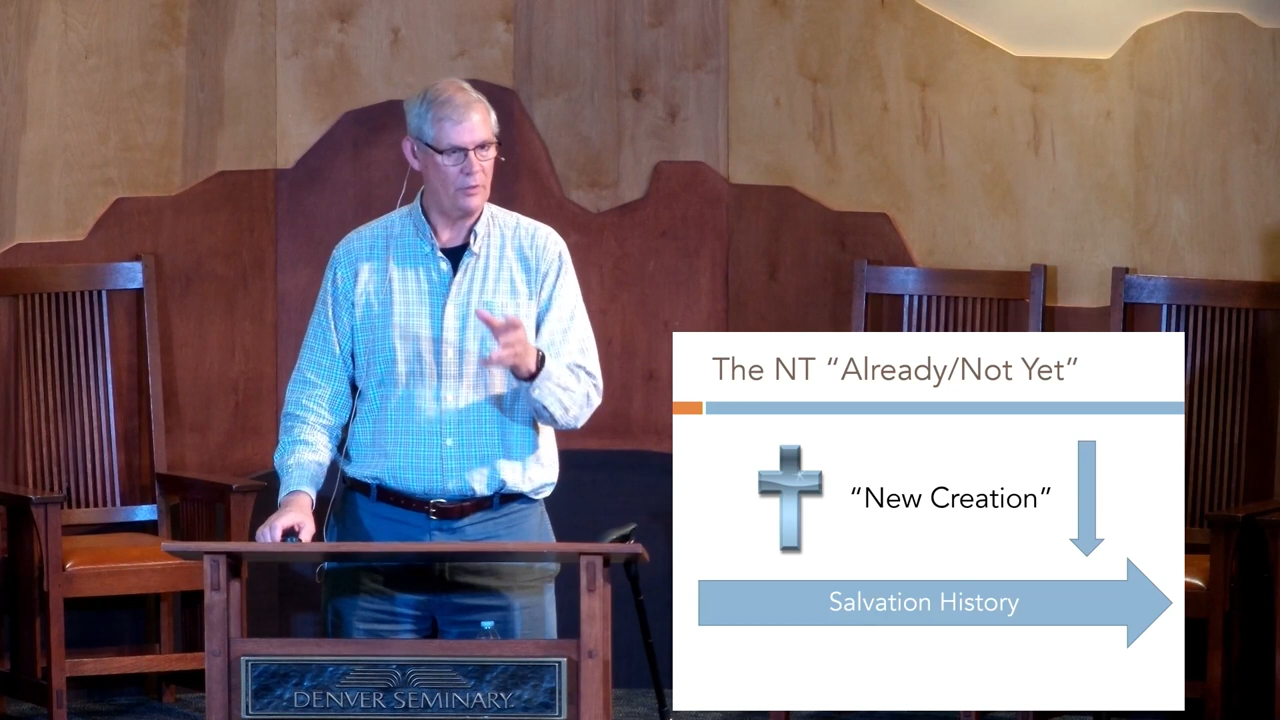 The NT “Already/Not Yet”
“New Creation”
Salvation History
DENVER SEMINARY